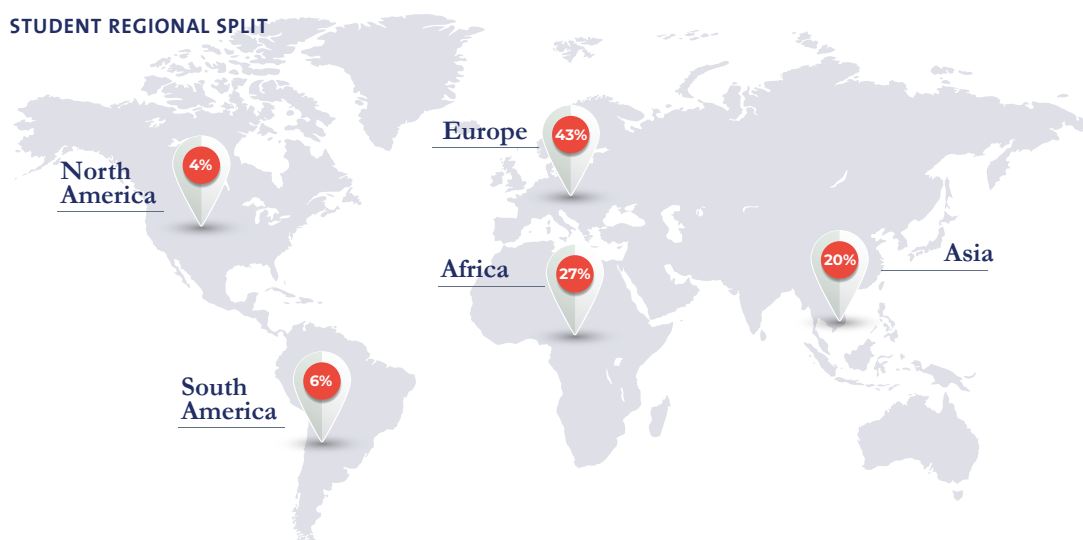 STUDENT REGIONAL SPLIT
Europe
43%
North
America
4%
Africa
27%
Asia
20%
South
America
6%